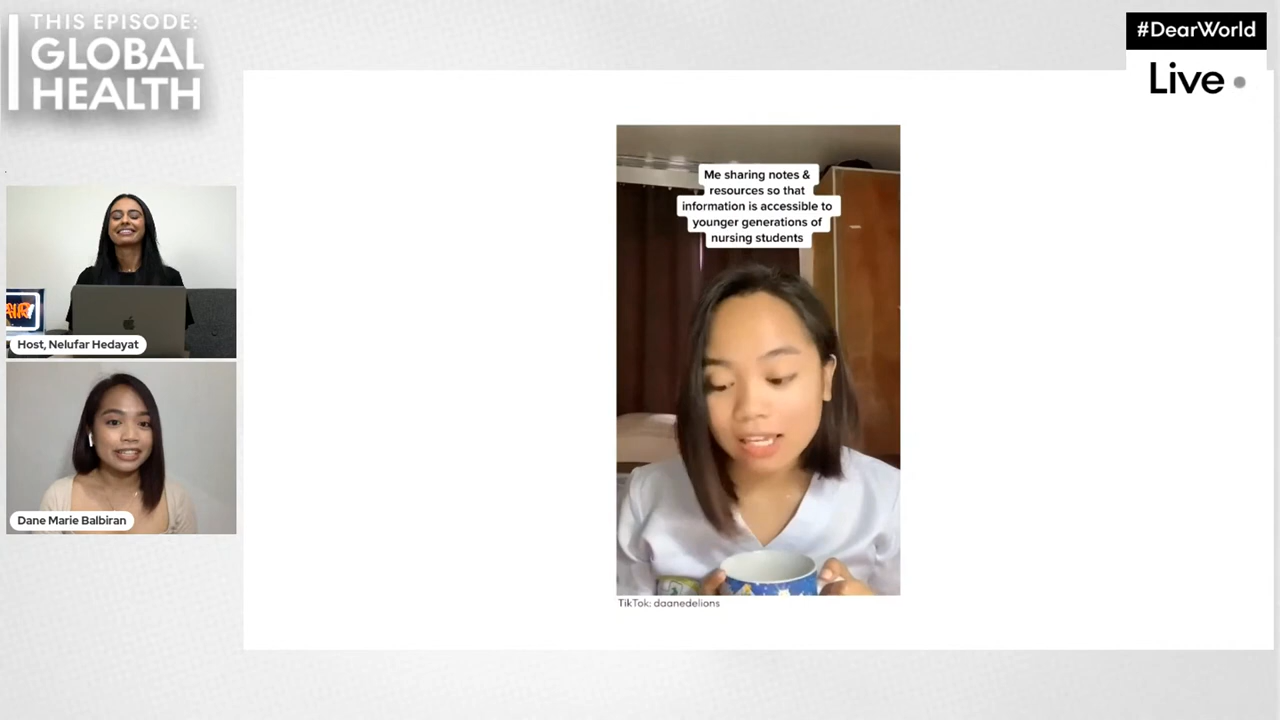 THIS EPISODE:
GLOBAL
HEALTH
#DearWorld
Live
Host, Nelufar Hedayat
Dane Marie Balbiran
Me sharing notes &
resources so that
information is accessible to
younger generations of
nursing students
TikTok: daanedelions